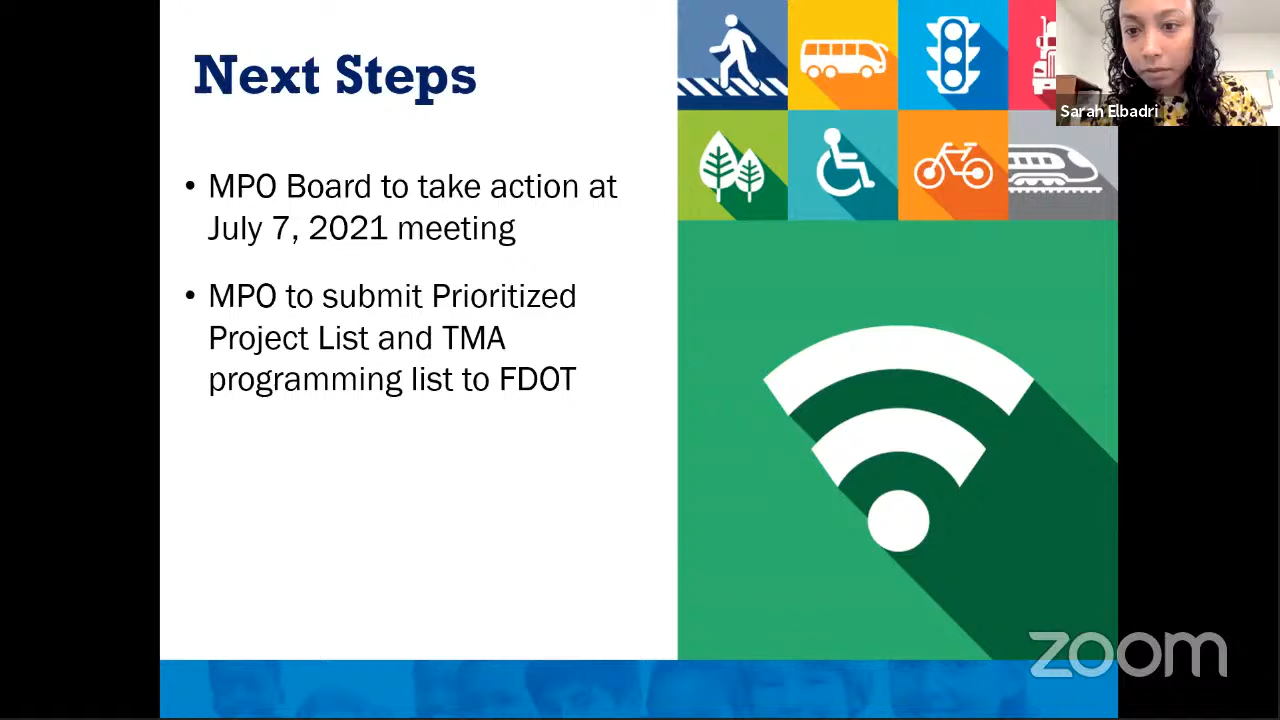 Next Steps
• MPO Board to take action at
July 7, 2021 meeting
• MPO to submit Prioritized
Project List and TMA
programming list to FDOT
Sarah Elbadri
zoom